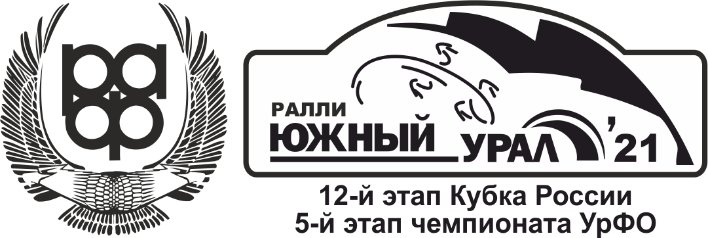 раф
РАЛЛИ
ЮЖНЫЙ УРАЛ '21
12-й этап Кубка России
5-й этап чемпионата УрФО